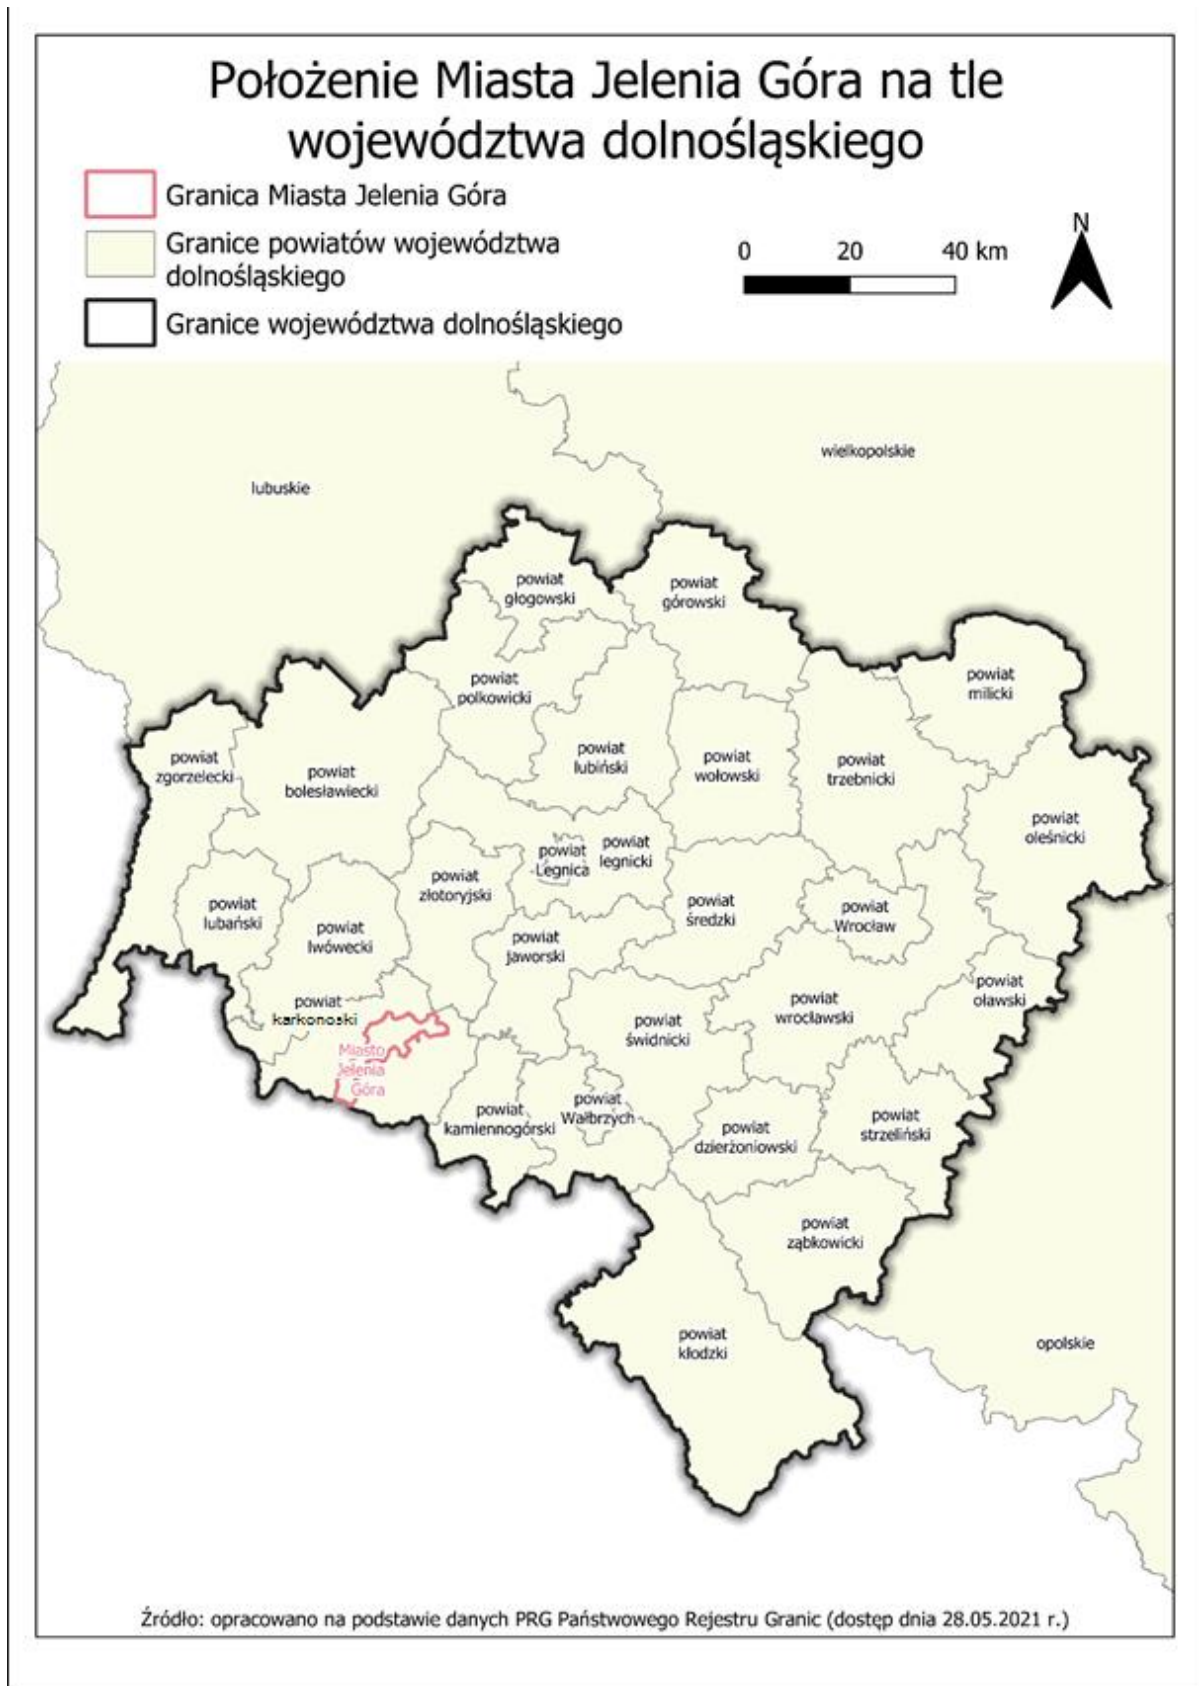 Położenie Miasta Jelenia Góra na tle
województwa dolnośląskiego
Granica Miasta Jelenia Góra
Granice powiatów województwa
dolnośląskiego
Granice województwa dolnośląskiego
0 20 40 km
N
wielkopolskie
lubuskie
powiat
głogowski
powiat
górowski
powiat
milicki
powiat
polkowicki
powiat
zgorzelecki
powiat
bolesławiecki
powiat
lubiński
powiat
wołowski
powiat
trzebnicki
powiat
oleśnicki
powiat
Legnica
powiat
legnicki
powiat
złotoryjski
powiat
lubański
powiat
lwówecki
powiat
jaworski
powiat
średzki
powiat
Wrocław
powiat
oławski
powiat
karkonoski
Miasto
Jelenia
Góra
powiat
świdnicki
powiat
wrocławski
powiat
kamiennogórski
powiat
Wałbrzych
powiat
dzierżoniowski
powiat
strzeliński
powiat
ząbkowicki
powiat
kłodzki
opolskie
Źródło: opracowano na podstawie danych PRG Państwowego Rejestru Granic (dostęp dnia 28.05.2021 r.)